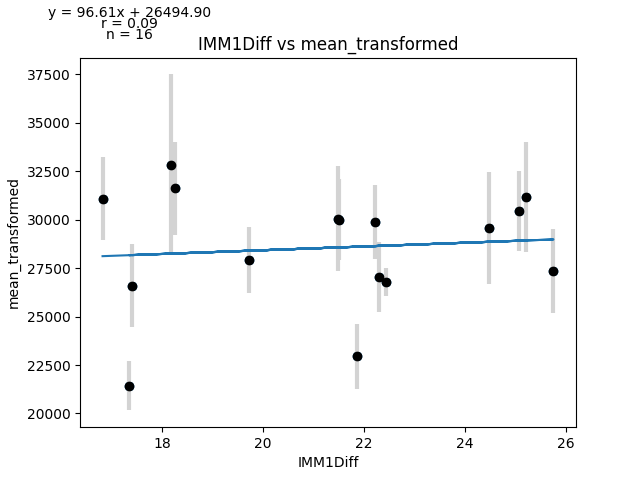 y = 96.61x + 26494.90
r = 0.09
n = 16
IMM1Diff vs mean_transformed
37500
35000
32500
30000
27500
25000
22500
20000
mean_transformed
18 20 22 24 26
IMM1Diff